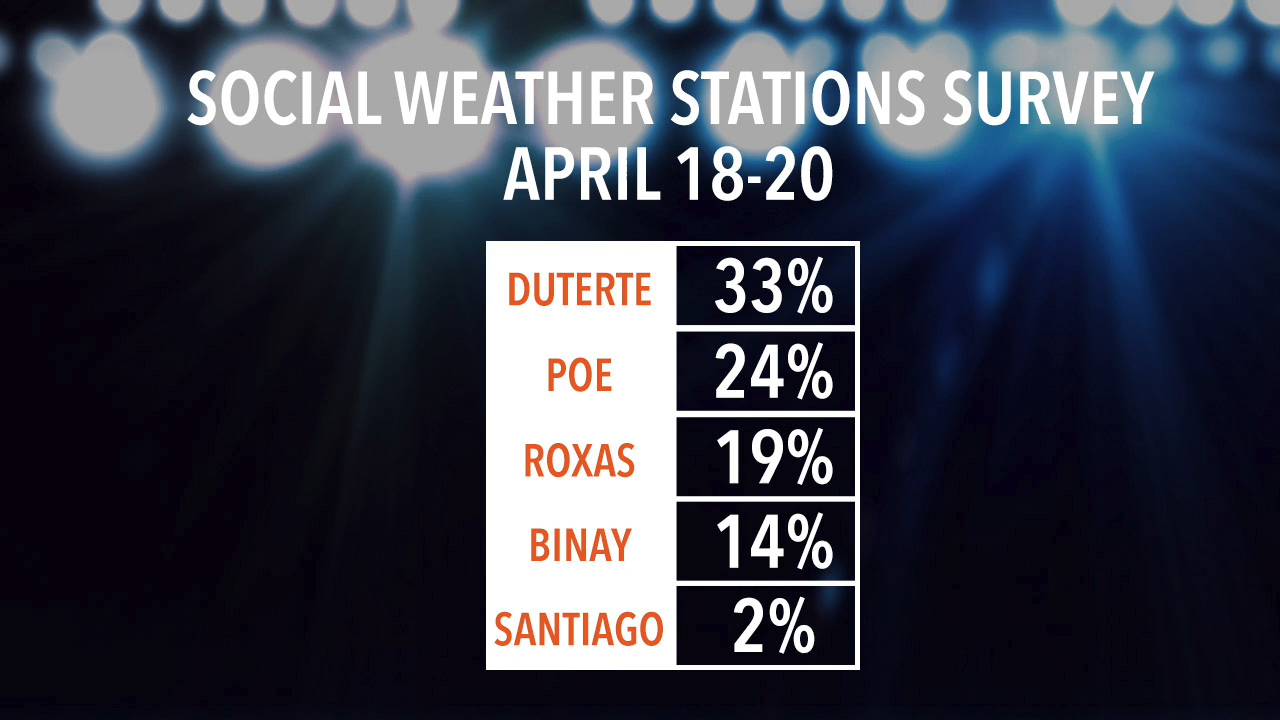 SOCIAL WEATHER STATIONS SURVEY
APRIL 18-20
DUTERTE 33%
POE 24%
ROXAS 19%
BINAY 14%
SANTIAGO 2%